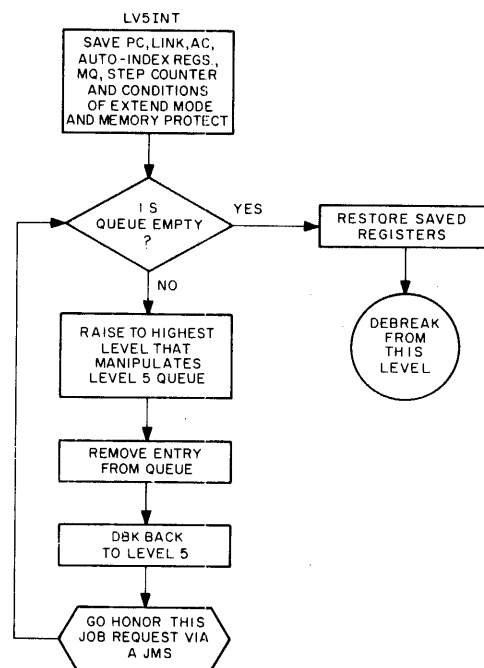 LV5INT
SAVE PC, LINK, AC,
AUTO-INDEX REGS.,
MQ, STEP COUNTER
AND CONDITIONS
OF EXTEND MODE
AND MEMORY PROTECT
IS
QUEUE EMPTY
?
YES
RESTORE SAVED
REGISTERS
NO
DEBREAK
FROM
THIS
LEVEL
RAISE TO HIGHEST
LEVEL THAT
MANIPULATES
LEVEL 5 QUEUE
REMOVE ENTRY
FROM QUEUE
DBK BACK
TO LEVEL 5
GO HONOR THIS
JOB REQUEST VIA
A JMS